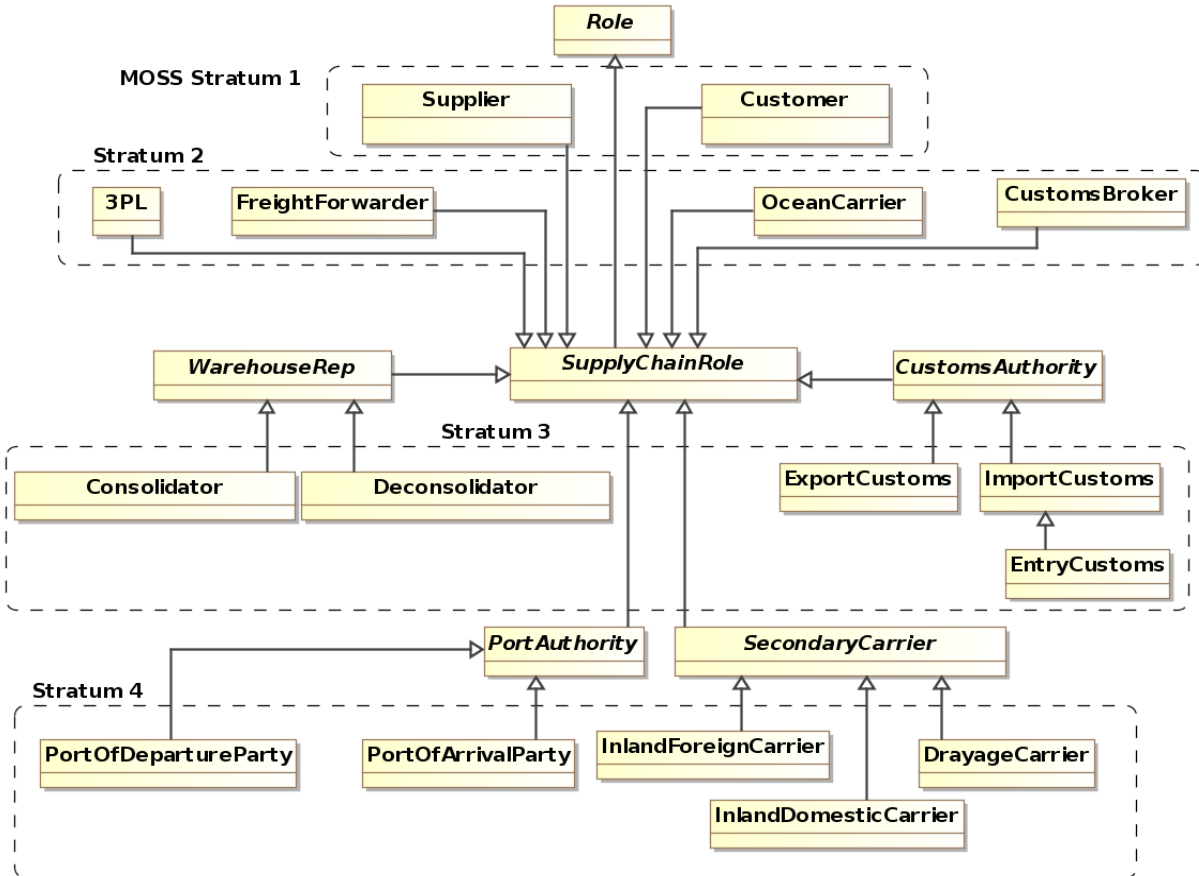 Role
MOSS Stratum 1
Supplier
Customer
Stratum 2
3PL
FreightForwarder
OceanCarrier
CustomsBroker
WarehouseRep
SupplyChainRole
CustomsAuthority
Stratum 3
Consolidator
Deconsolidator
ExportCustoms
ImportCustoms
EntryCustoms
PortAuthority
SecondaryCarrier
Stratum 4
PortOfDepartureParty
PortOfArrivalParty
InlandForeignCarrier
DrayageCarrier
InlandDomesticCarrier